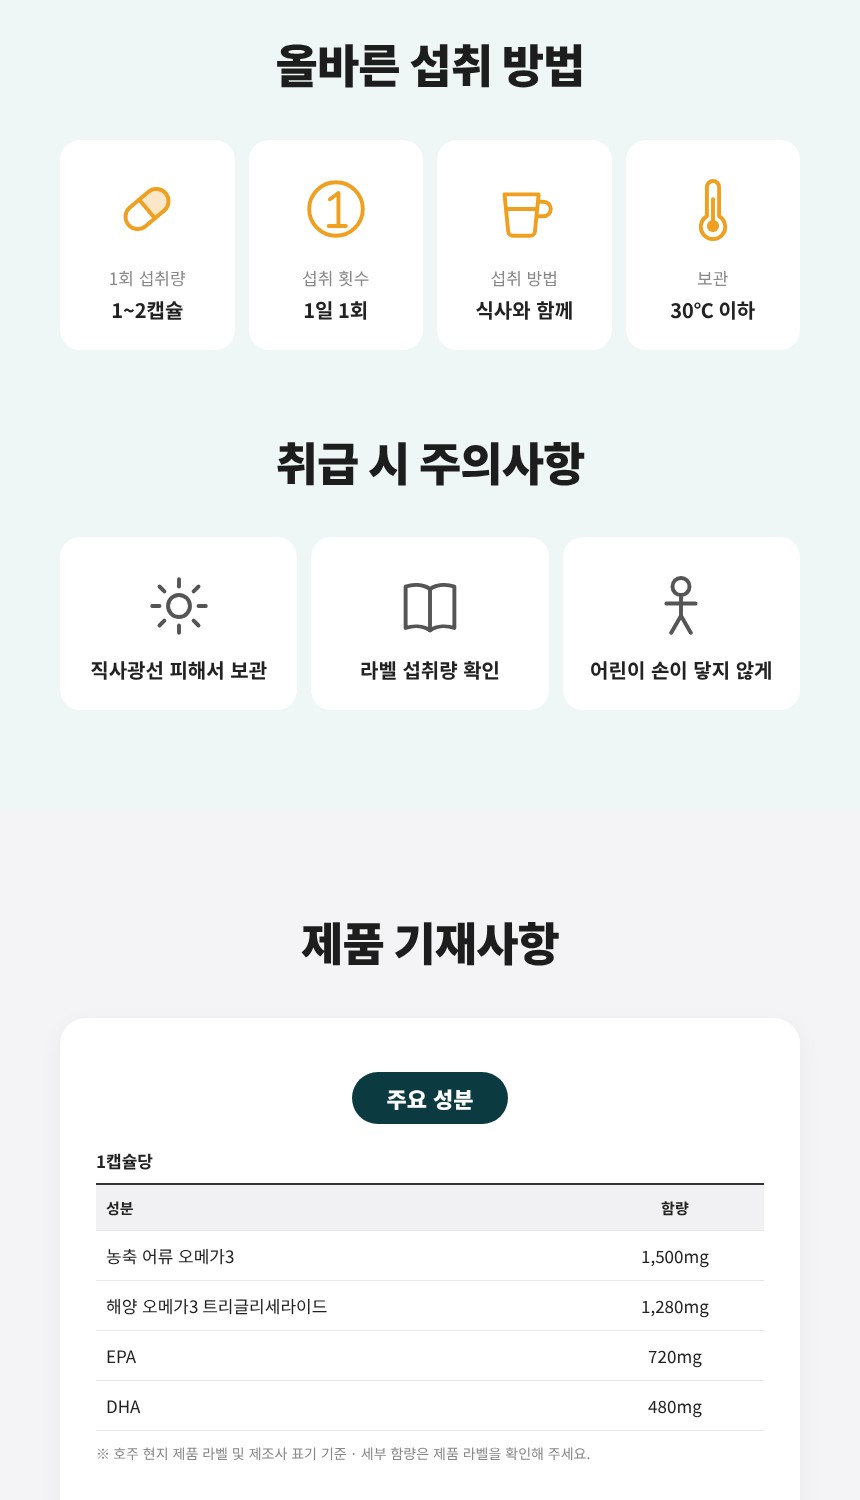 올바른 섭취 방법
1회 섭취량
1~2캡슐
섭취 횟수
1일 1회
섭취 방법
식사와 함께
보관
30℃ 이하
취급 시 주의사항
직사광선 피해서 보관
라벨 섭취량 확인
어린이 손이 닿지 않게
제품 기재사항
주요 성분
1캡슐당
성분 함량
농축 어류 오메가3 1,500mg
해양 오메가3 트리글리세라이드 1,280mg
EPA 720mg
DHA 480mg
※ 호주 현지 제품 라벨 및 제조사 표기 기준 · 세부 함량은 제품 라벨을 확인해 주세요.